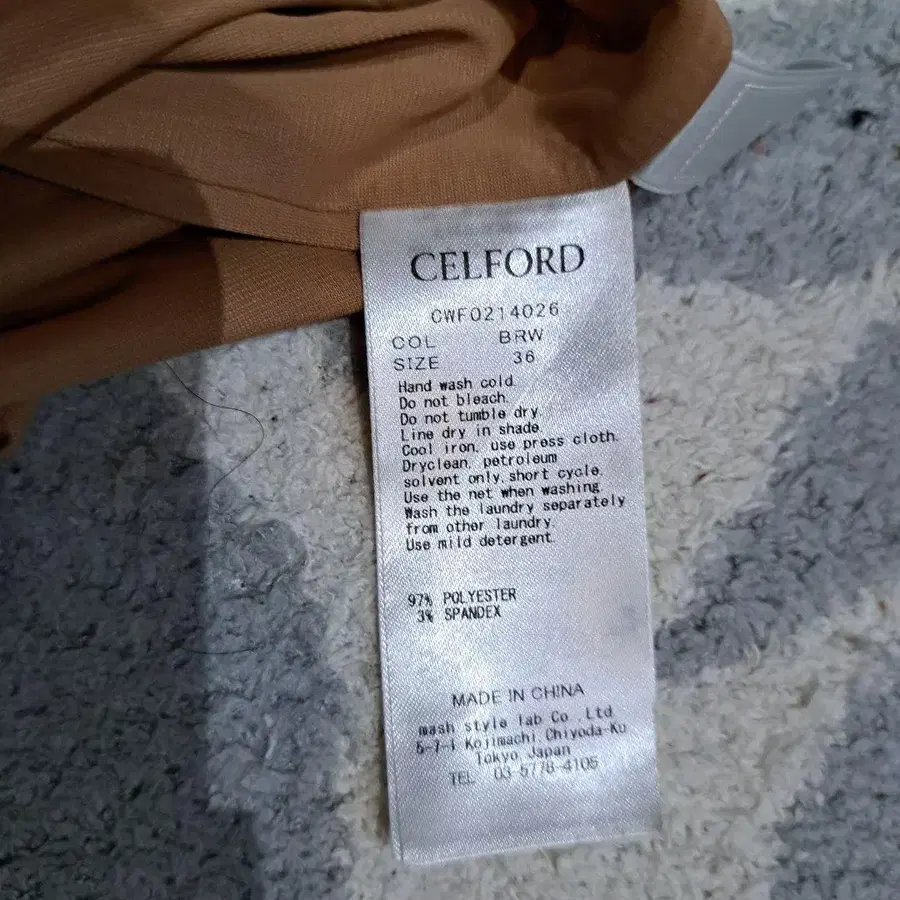 CELFORD
CWFO214026
COL BRW
SIZE 36
Hand wash cold.
Do not bleach.
Do not tumble dry
Line dry in shade.
Cool iron, use press cloth.
Dryclean, petroleum
solvent only, short cycle.
Use the net when washing
Wash the laundry separately
from other laundry
Use mild detergent.
97% POLYESTER
3% SPANDEX
MADE IN CHINA
mash style lab Co., Ltd
5-7-1 Kojimachi Chiyoda-Ku
Tokyo, Japan
TEL 03-5778-4105